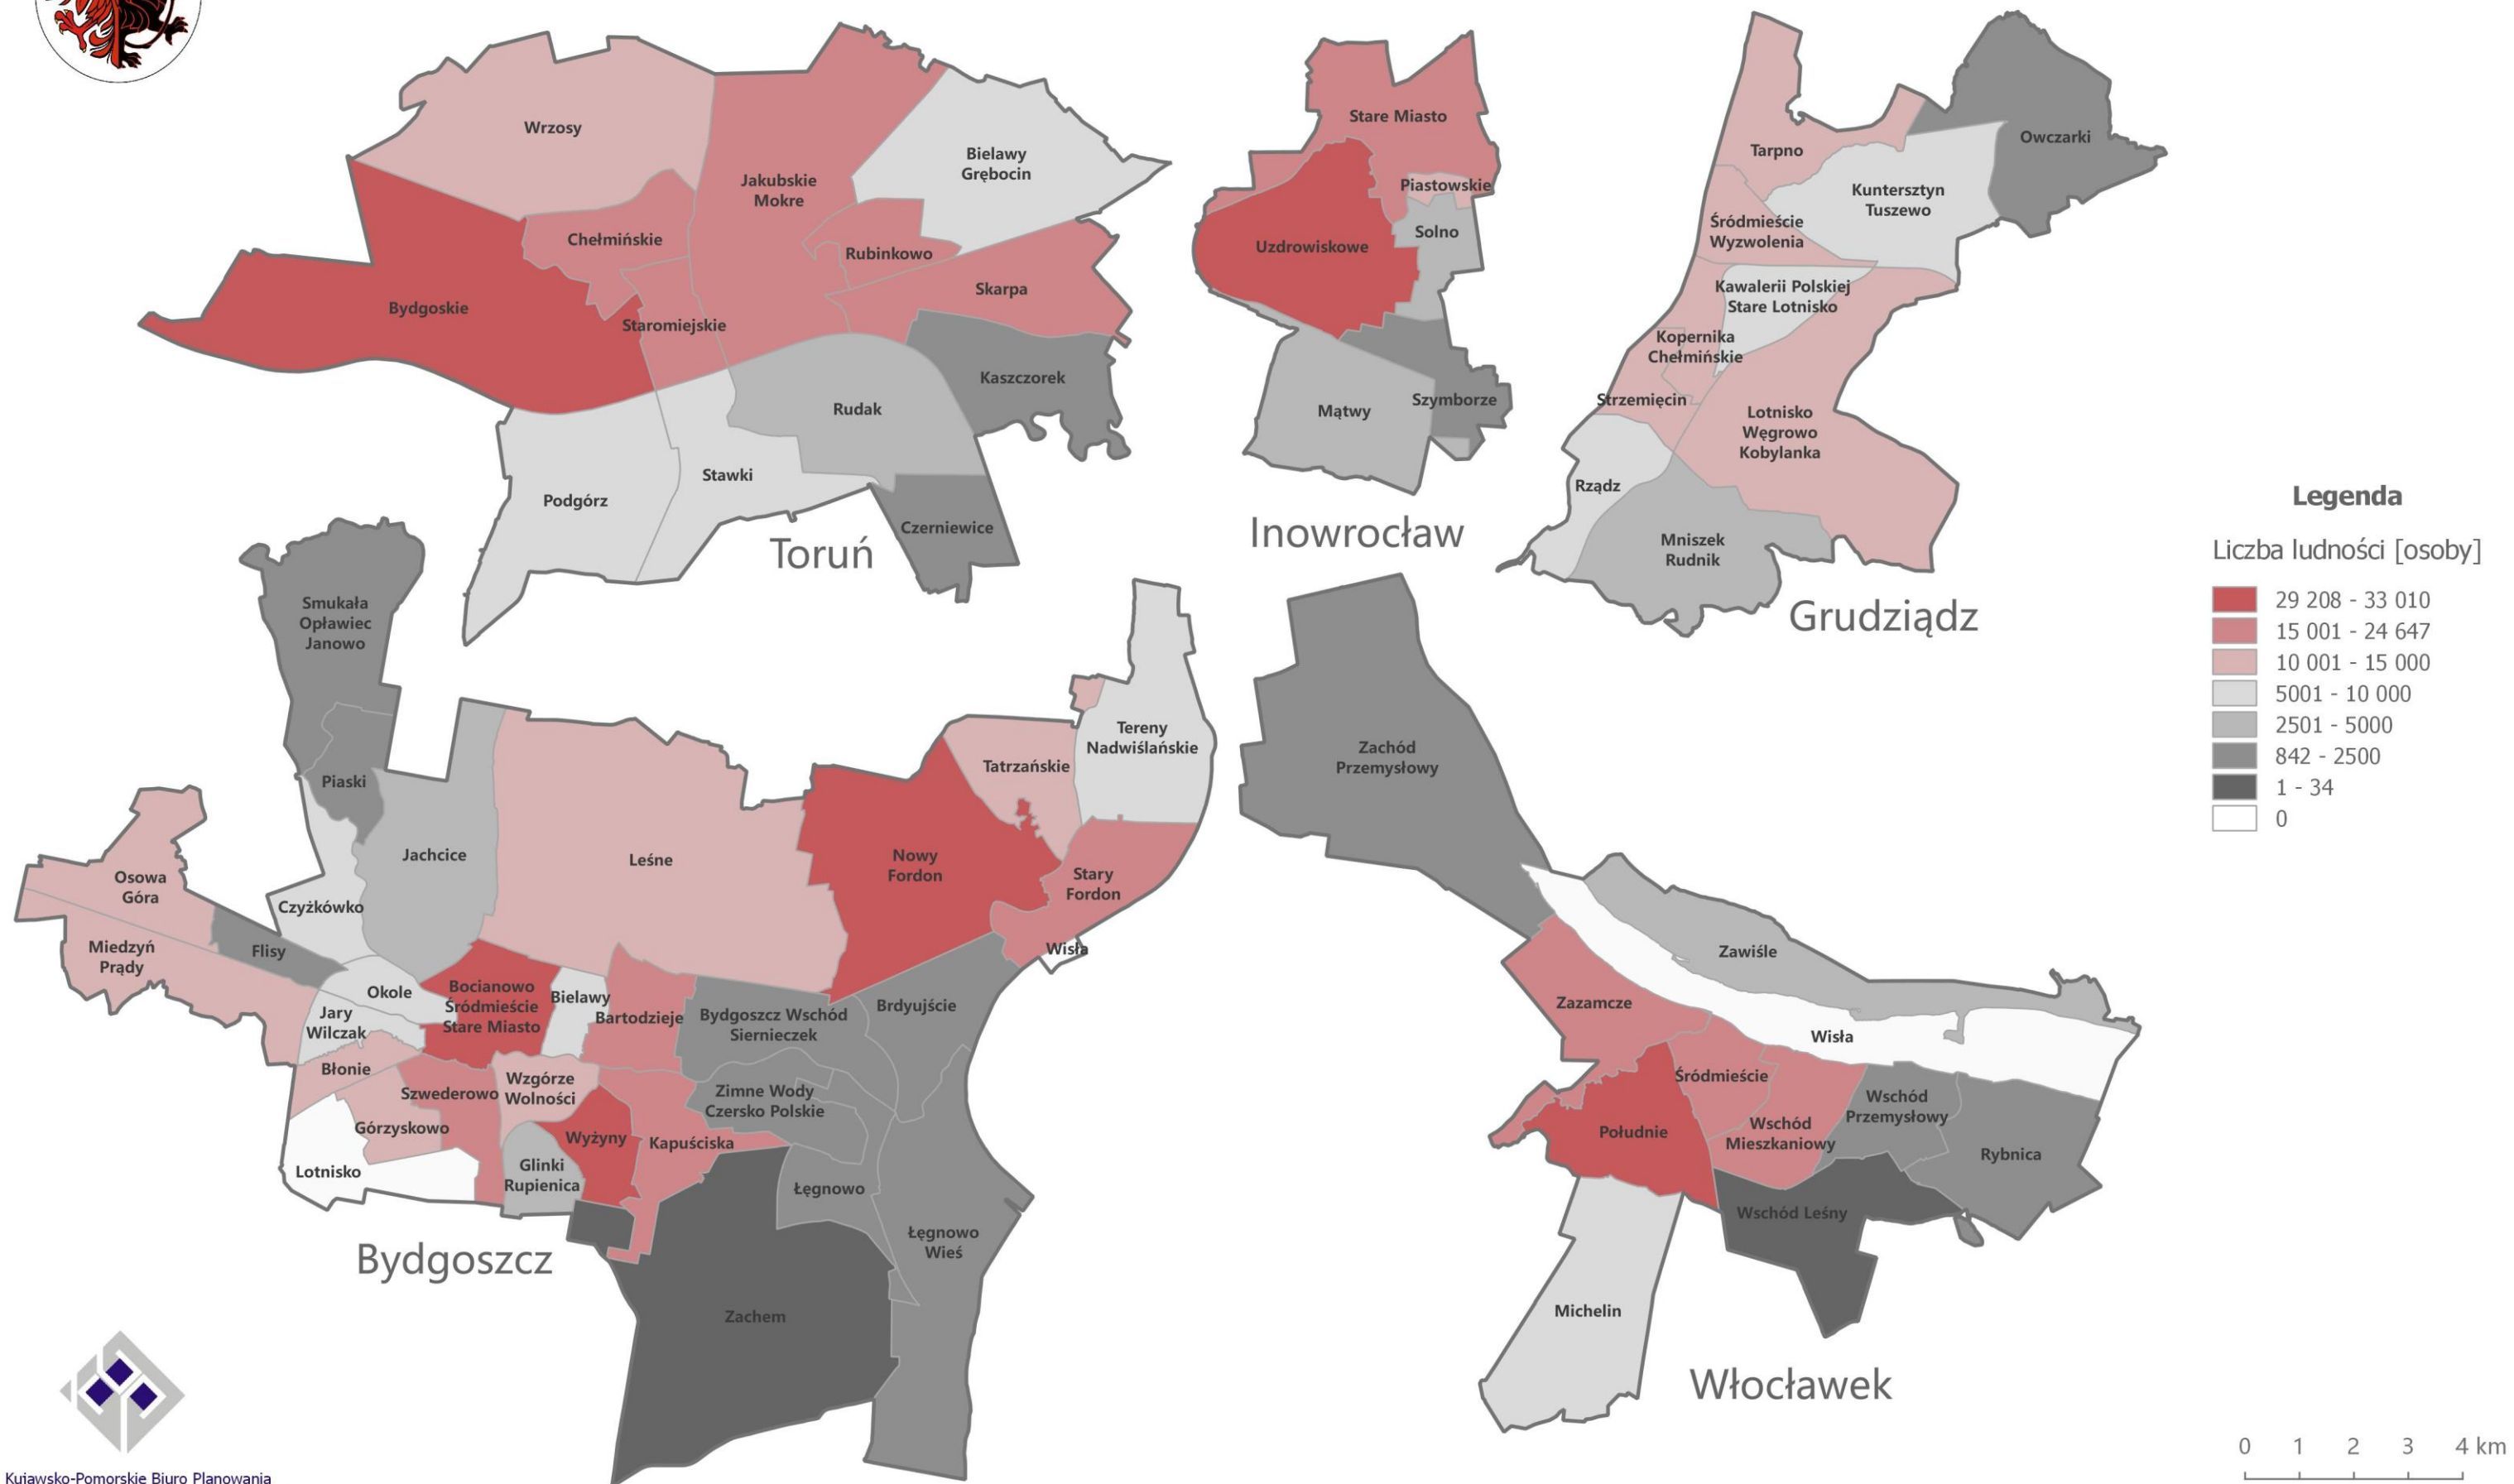 Wrzosy
Jakubskie
Mokre
Bielawy
Grębocin
Chełmińskie
Rubinkowo
Skarpa
Bydgoskie
Staromiejskie
Kaszczorek
Rudak
Stawki
Podgórz
Czerniewice
Toruń
Stare Miasto
Piastowskie
Solno
Uzdrowiskowe
Mątwy
Szymborze
Inowrocław
Tarpno
Owczarki
Kuntersztyn
Tuszewo
Śródmieście
Wyzwolenia
Kawalerii Polskiej
Stare Lotnisko
Kopernika
Chełmińskie
Strzemięcin
Lotnisko
Węgrowo
Kobylanka
Rządz
Mniszek
Rudnik
Grudziądz
Legenda
Liczba ludności [osoby]
29 208 - 33 010
15 001 - 24 647
10 001 - 15 000
5001 - 10 000
2501 - 5000
842 - 2500
1 - 34
0
Smukała
Opławiec
Janowo
Piaski
Jachcice
Leśne
Nowy
Fordon
Tatrzańskie
Tereny
Nadwiślańskie
Stary
Fordon
Wisła
Osowa
Góra
Miedzyń
Prądy
Flisy
Czyżkówko
Okole
Jary
Wilczak
Bocianowo
Śródmieście
Stare Miasto
Bielawy
Bartodzieje
Bydgoszcz Wschód
Siernieczek
Brdyujście
Błonie
Szwederowo
Wzgórze
Wolności
Zimne Wody
Czersko Polskie
Górzyskowo
Wyżyny
Kapuściska
Lotnisko
Glinki
Rupienica
Łęgnowo
Łęgnowo
Wieś
Zachem
Bydgoszcz
Zachód
Przemysłowy
Zawiśle
Zazamcze
Wisła
Śródmieście
Wschód
Przemysłowy
Południe
Wschód
Mieszkaniowy
Rybnica
Wschód Leśny
Michelin
Włocławek
0 1 2 3 4 km
Kujawsko-Pomorskie Biuro Planowania